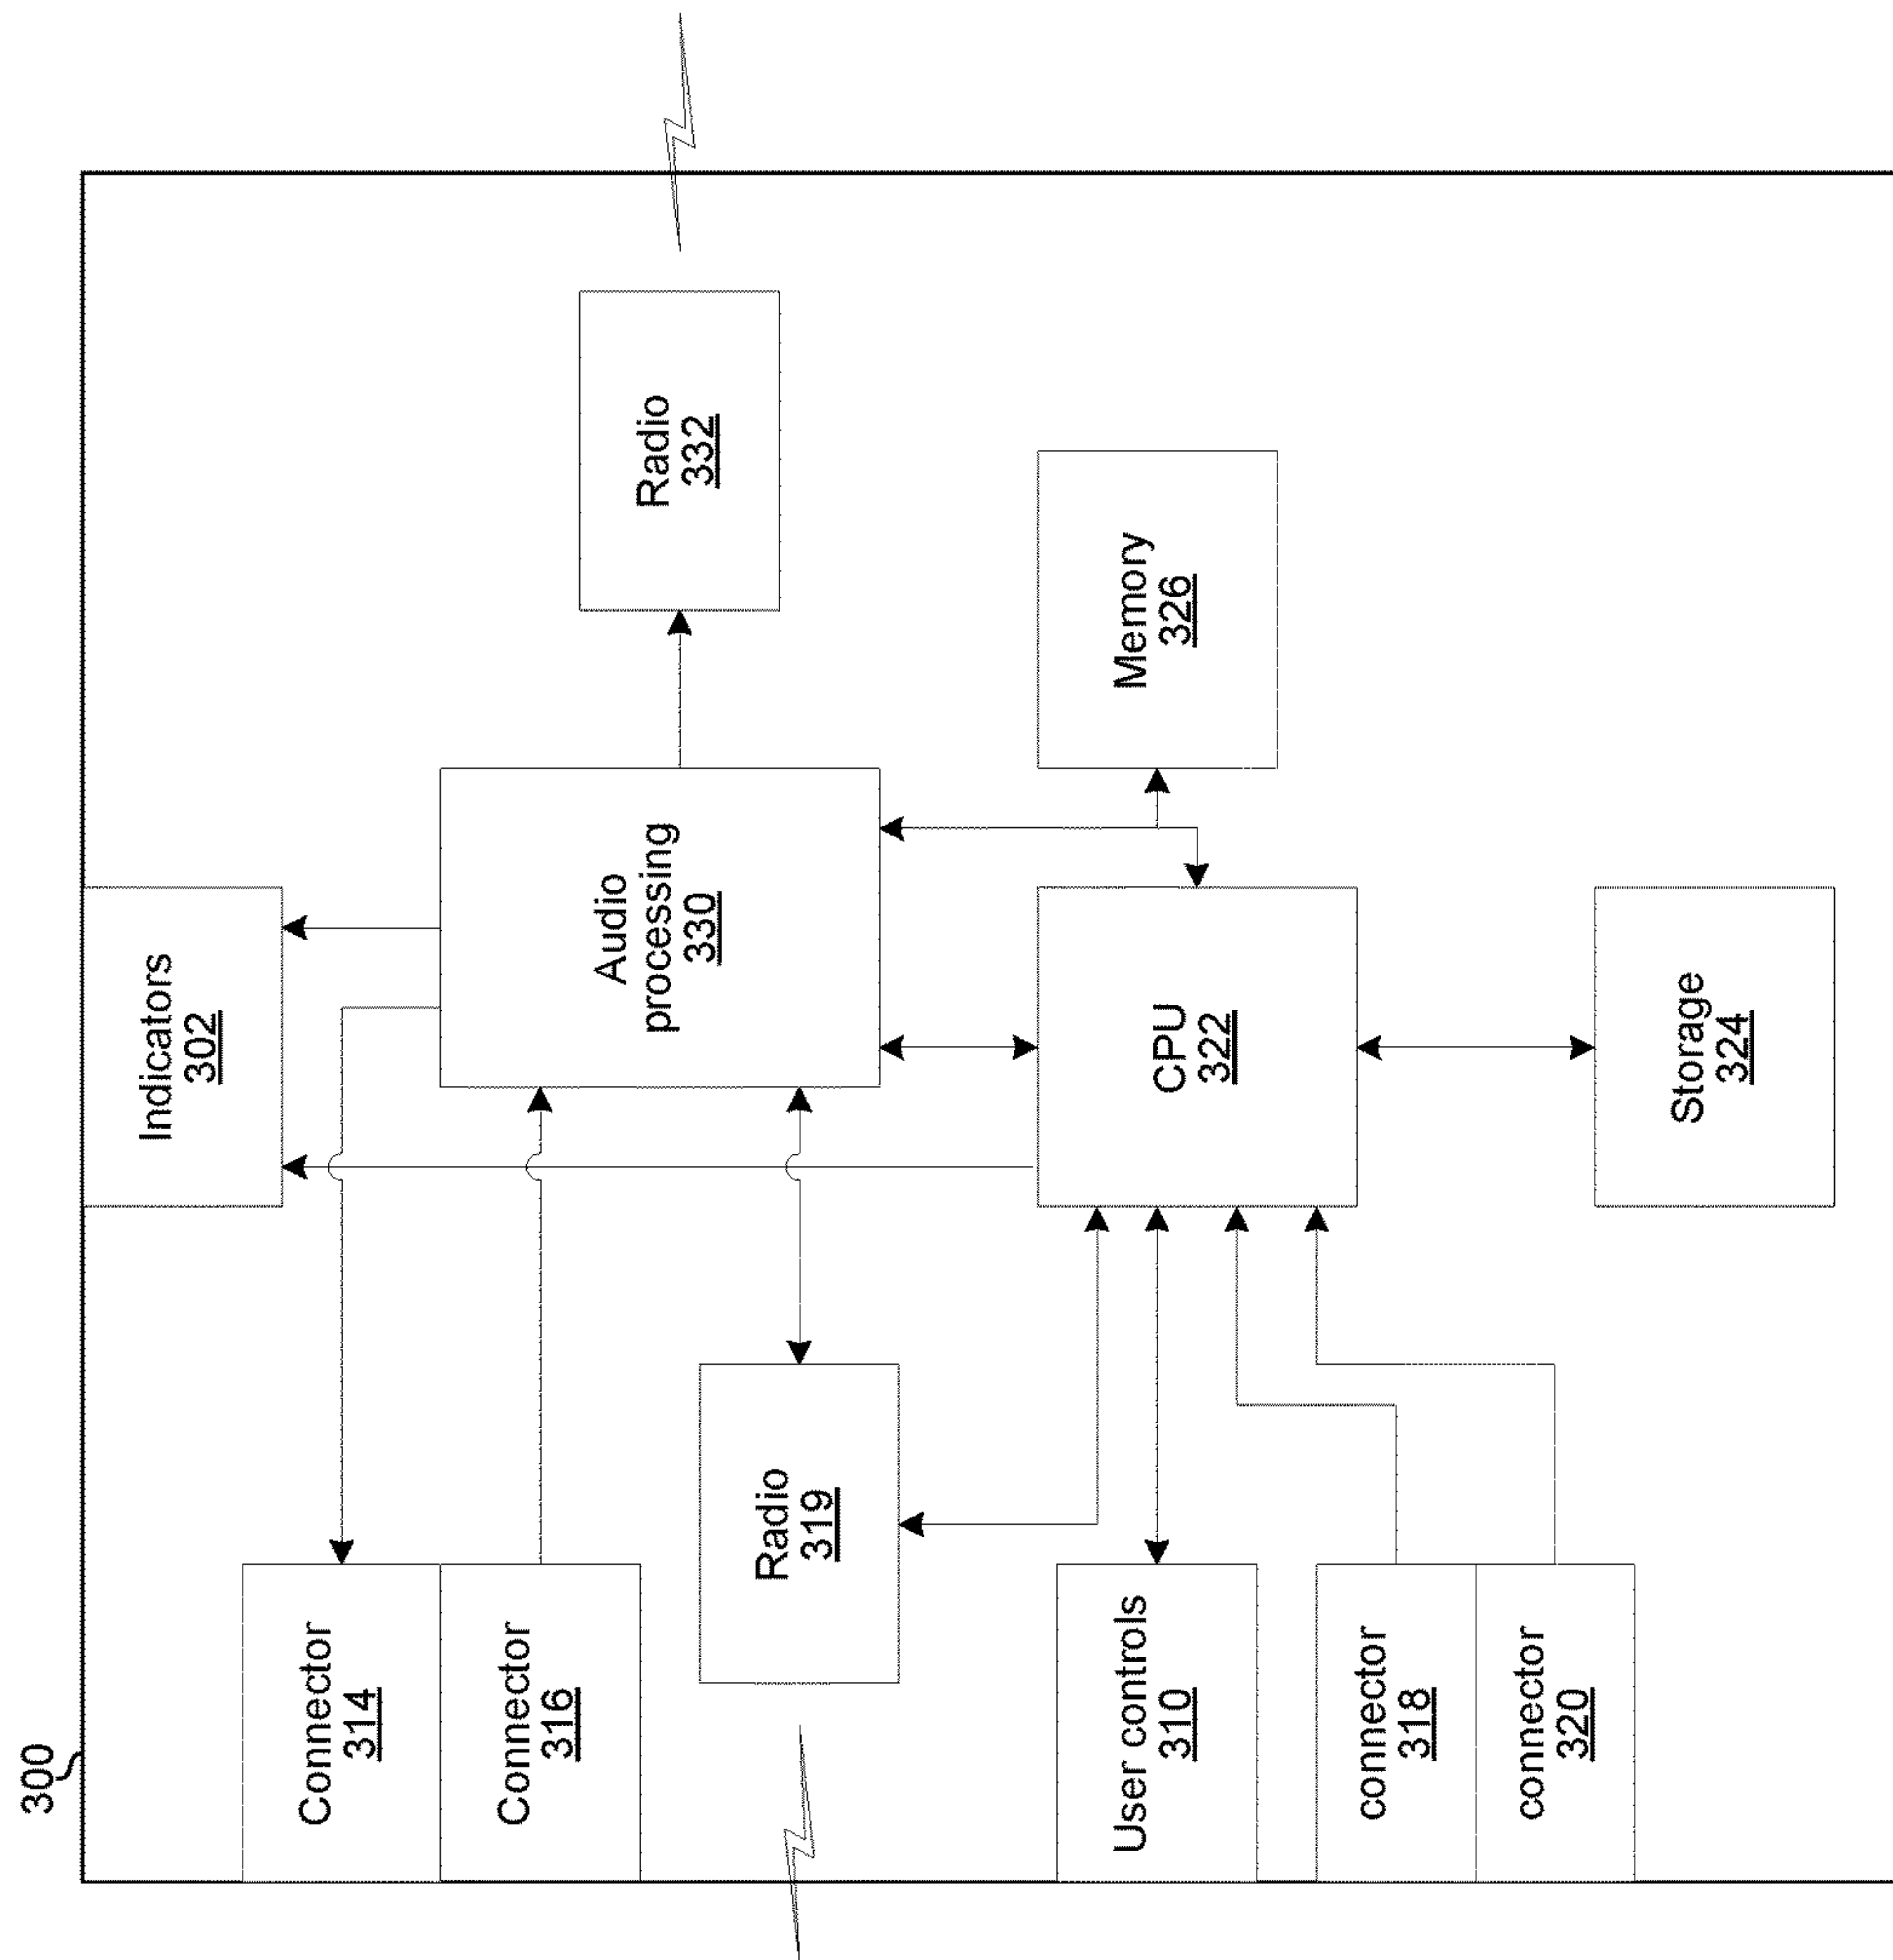 300
Indicators
302
Connector
314
Connector
316
Audio
processing
330
Radio
332
Radio
319
User controls
310
CPU
322
Memory
326
connector
318
connector
320
Storage
324